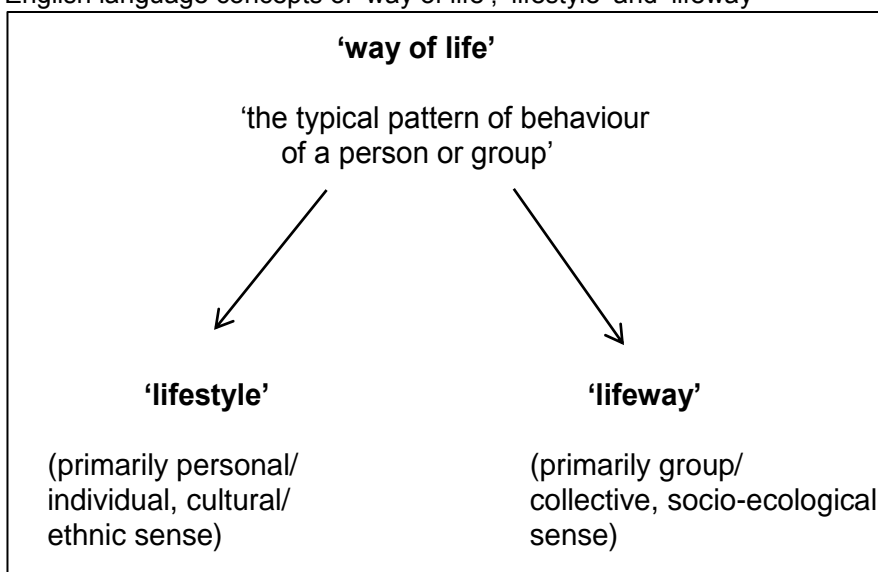 English language concepts of ‘way of life’, ‘lifestyle’ and ‘lifeway’
‘way of life’
‘the typical pattern of behaviour
of a person or group’
‘lifestyle’
‘lifeway’
(primarily personal/
individual, cultural/
ethnic sense)
(primarily group/
collective, socio-ecological
sense)